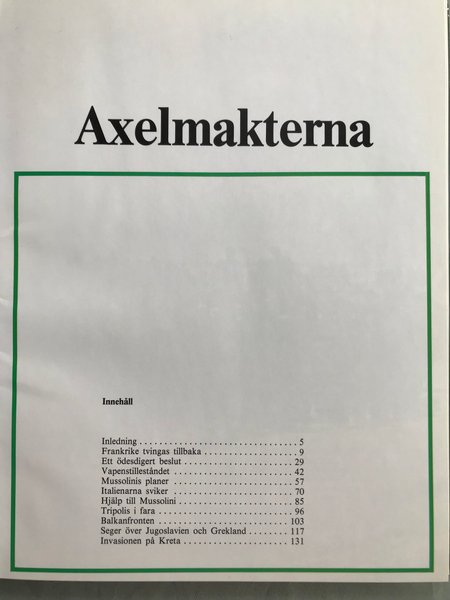 Axelmakterna
Innehåll
Inledning . . . . . . . . . . . . . . . . . . . . . . . . . . . . 5
Frankrike tvingas tillbaka . . . . . . . . . . . . . . . . . 9
Ett ödesdigert beslut . . . . . . . . . . . . . . . . . . . . 29
Vapenstilleståndet . . . . . . . . . . . . . . . . . . . . . . 42
Mussolinis planer . . . . . . . . . . . . . . . . . . . . . . 57
Italienarna sviker . . . . . . . . . . . . . . . . . . . . . . 70
Hjälp till Mussolini . . . . . . . . . . . . . . . . . . . . . 85
Tripolis i fara . . . . . . . . . . . . . . . . . . . . . . . . . 96
Balkanfronten . . . . . . . . . . . . . . . . . . . . . . . . 103
Seger över Jugoslavien och Grekland . . . . . . . . 117
Invasionen på Kreta . . . . . . . . . . . . . . . . . . . . 131